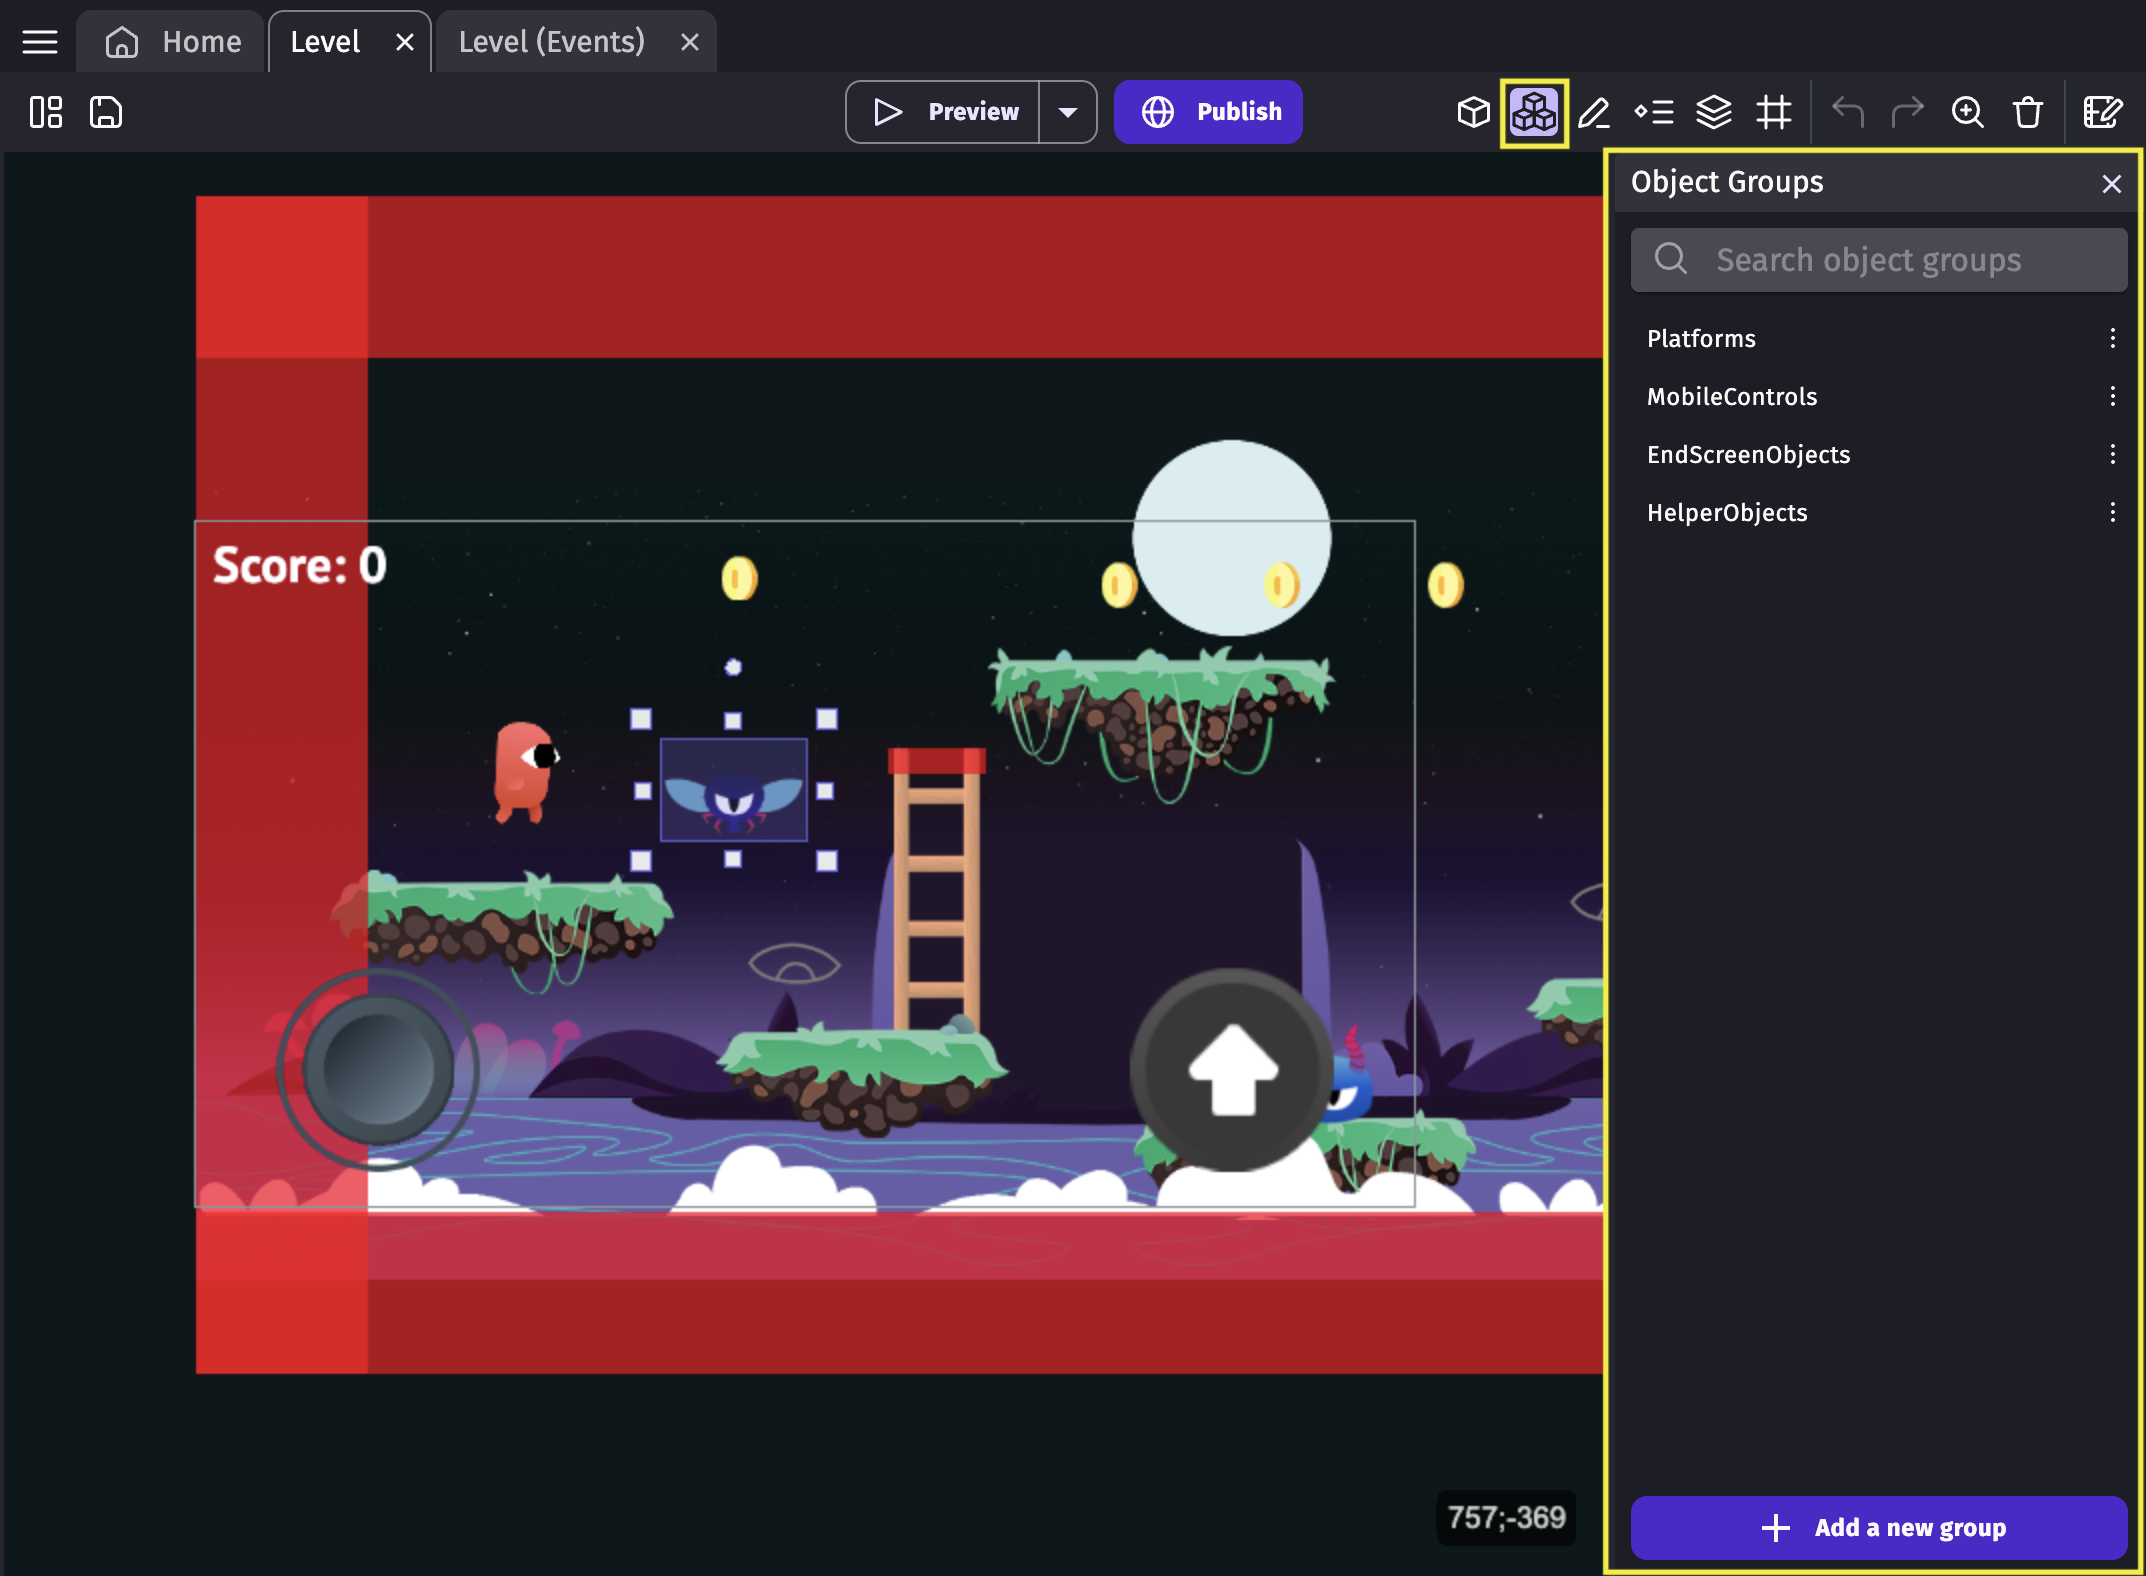 Home
Level
Level (Events)
Preview
Publish
Object Groups
Search object groups
Platforms
MobileControls
EndScreenObjects
HelperObjects
Score: 0
757;-369
Add a new group